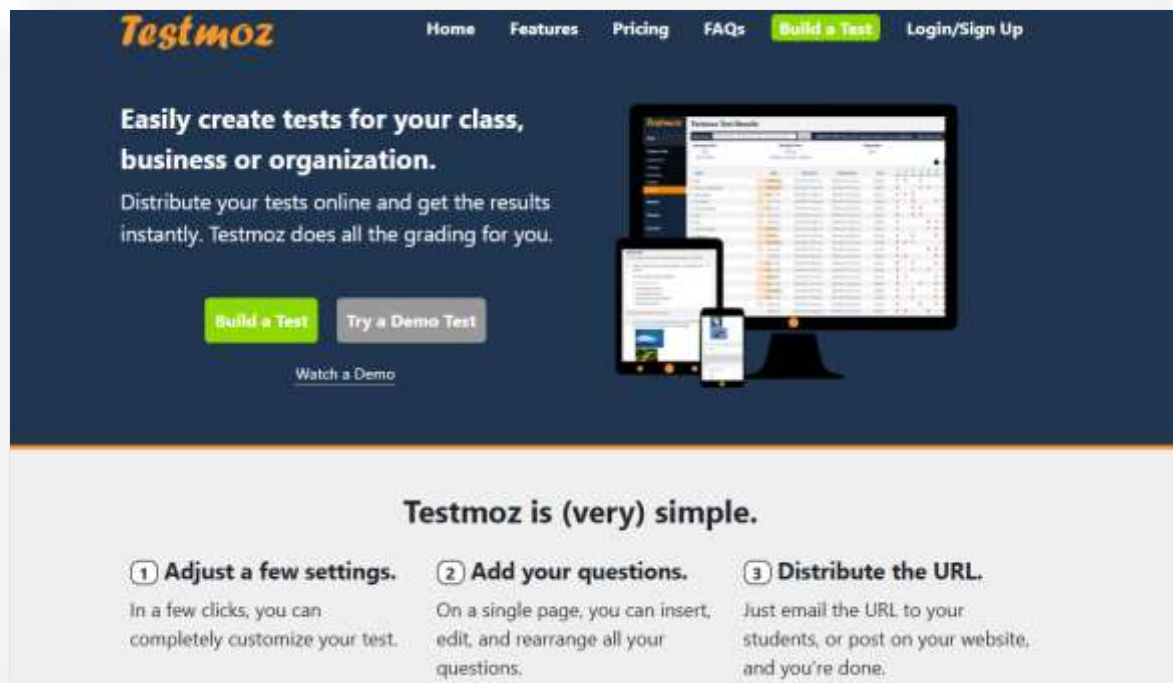 Testmoz
Home Features Pricing FAQs Build a Test Login/Sign Up
Easily create tests for your class,
business or organization.
Distribute your tests online and get the results
instantly. Testmoz does all the grading for you.
Build a Test Try a Demo Test
Watch a Demo
Testmoz is (very) simple.
1 Adjust a few settings.
In a few clicks, you can
completely customize your test.
2 Add your questions.
On a single page, you can insert,
edit, and rearrange all your
questions.
3 Distribute the URL.
Just email the URL to your
students, or post on your website,
and you're done.